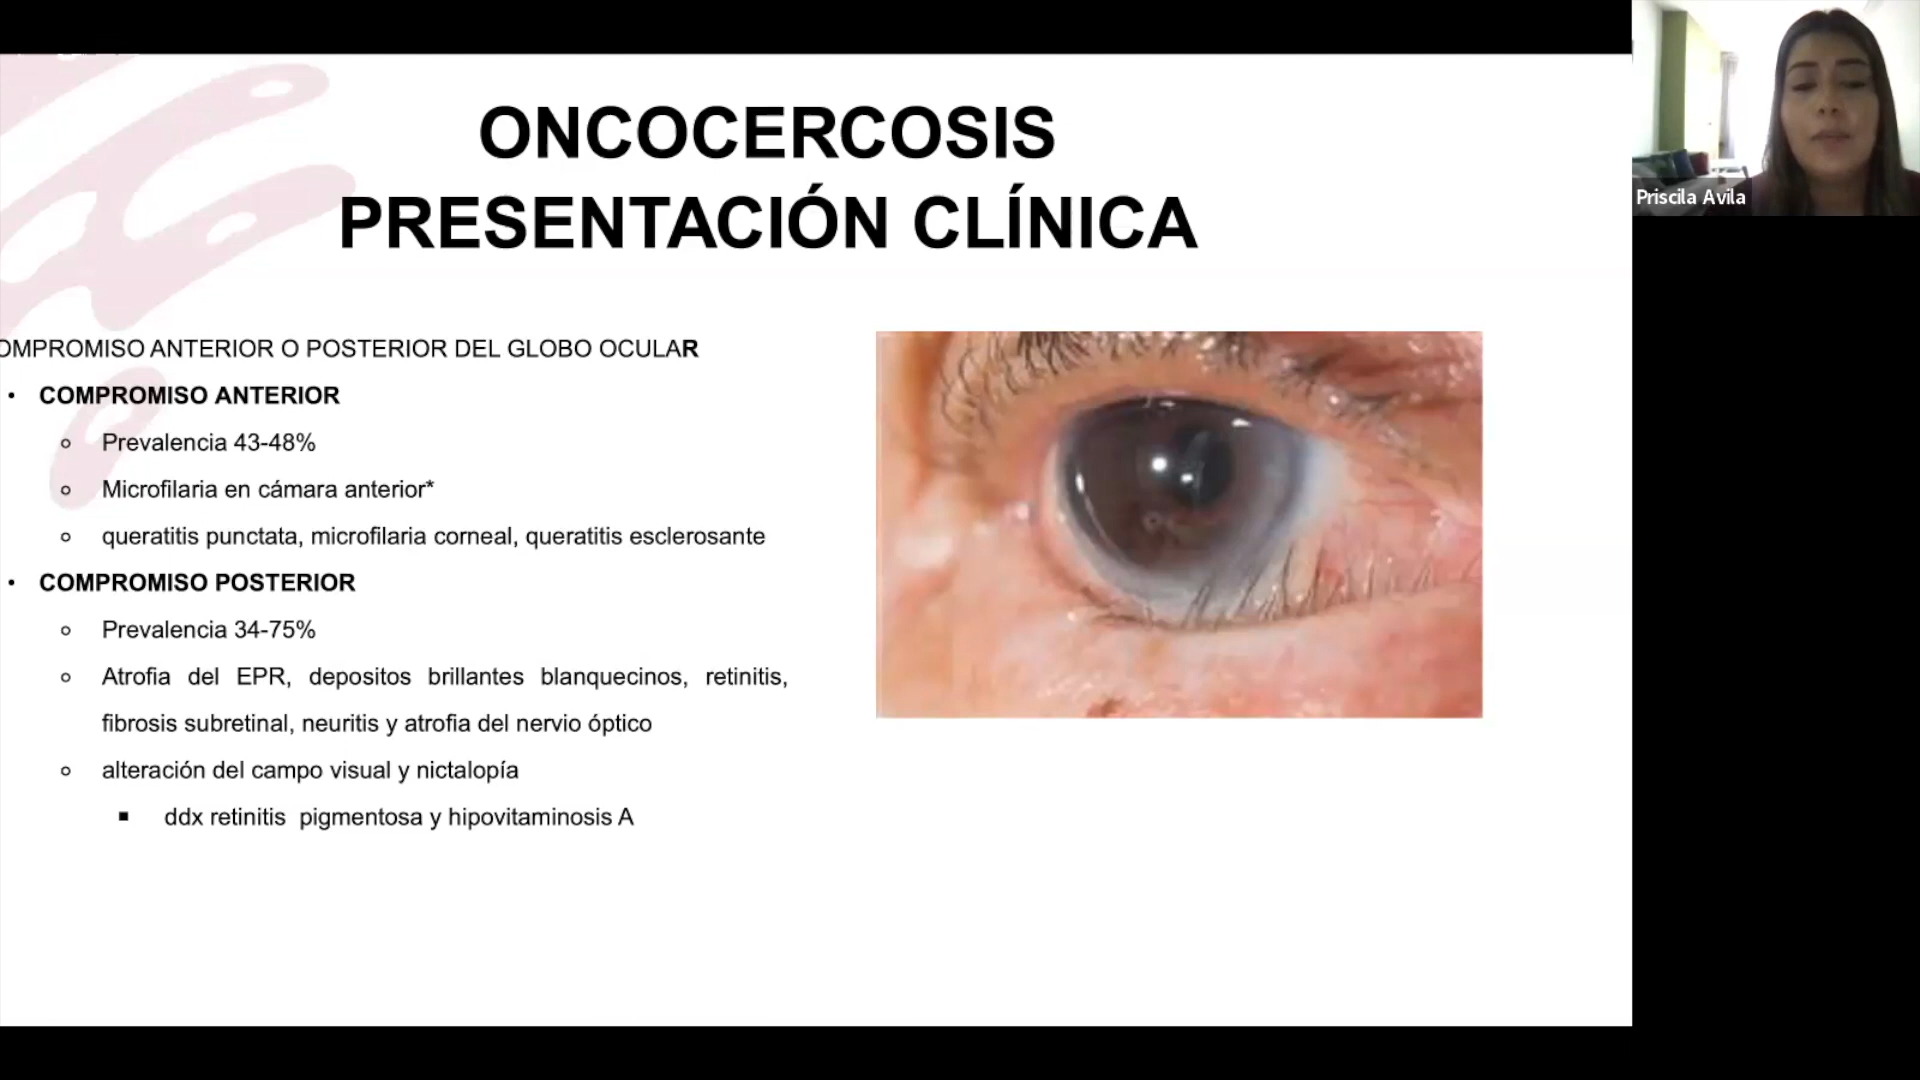 ONCOCERCOSIS
PRESENTACIÓN CLÍNICA
OMPROMISO ANTERIOR O POSTERIOR DEL GLOBO OCULAR
• COMPROMISO ANTERIOR
Prevalencia 43-48%
Microfilaria en cámara anterior*
queratitis punctata, microfilaria corneal, queratitis esclerosante
• COMPROMISO POSTERIOR
Prevalencia 34-75%
Atrofia del EPR, depositos brillantes blanquecinos, retinitis,
fibrosis subretinal, neuritis y atrofia del nervio óptico
alteración del campo visual y nictalopía
ddx retinitis pigmentosa y hipovitaminosis A
Priscila Avila